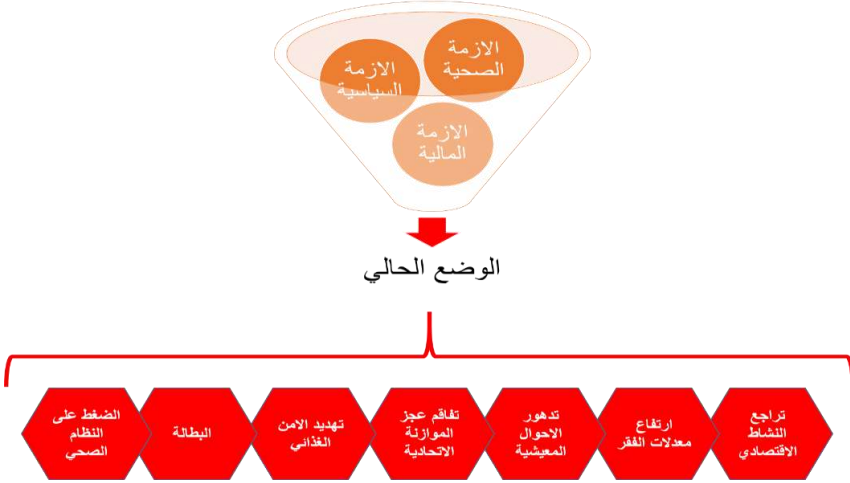 الازمة
الصحية
الازمة
السياسية
الازمة
المالية
الوضع الحالي
تراجع
النشاط
الاقتصادي
ارتفاع
معدلات الفقر
تدهور
الاحوال
المعيشية
تفاقم عجز
الموازنة
الاتحادية
تهديد الامن
الغذائي
البطالة
الضغط على
النظام
الصحي